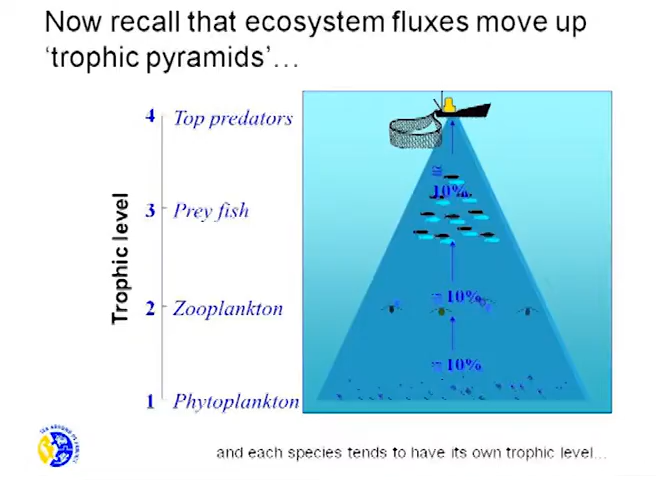 Now recall that ecosystem fluxes move up
‘trophic pyramids’…
Trophic level
4 Top predators
3 Prey fish
2 Zooplankton
1 Phytoplankton
≅
10%
≅ 10%
≅ 10%
and each species tends to have its own trophic level...